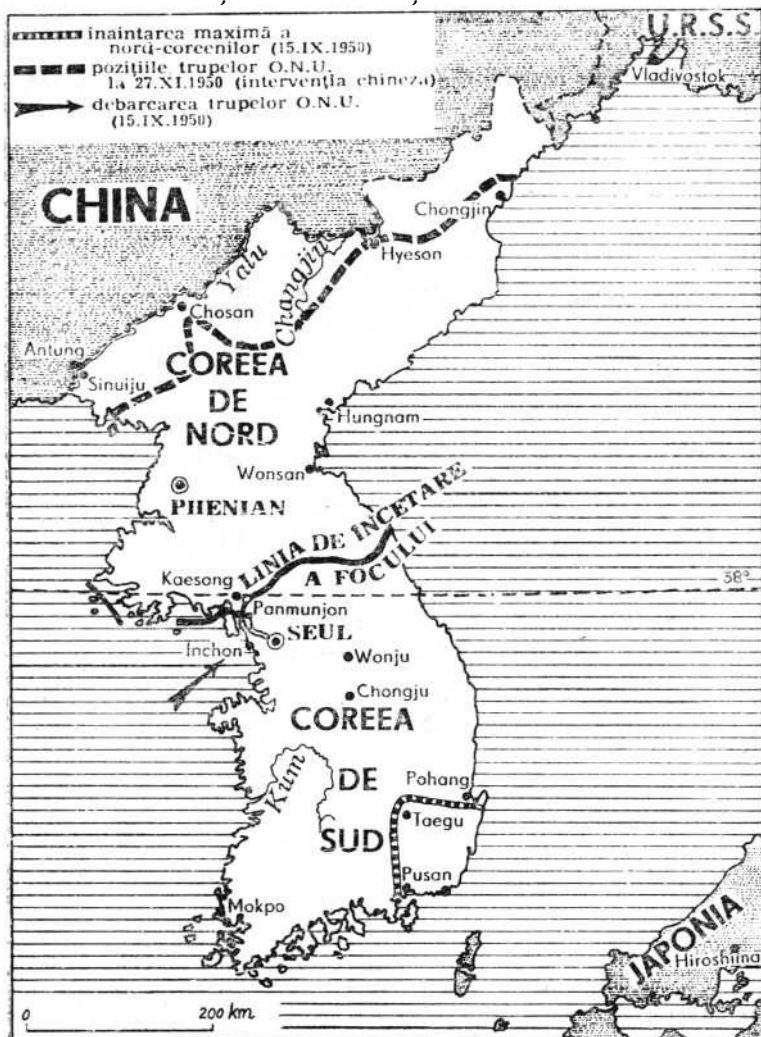 înaintarea maximă a
nord-coreenilor (15.IX.1950)
pozițiile trupelor O.N.U.
la 27.XI.1950 (intervenția chineză)
debarcarea trupelor O.N.U.
(15.IX.1950)
U.R.S.S.
Vladivostok
CHINA
Chongjin
Yalu
Changjin
Hyeson
Chosan
Antung
Sinuiju
COREEA
DE
NORD
Hungnam
Wonsan
PHENIAN
LINIA DE ÎNCETARE
A FOCULUI
Kaesong
38°
Panmunjon
SEUL
Inchon
Wonju
Chongju
COREEA
DE
SUD
Kum
Pohang
Taegu
Pusan
Mokpo
JAPONIA
Hiroshima
0 200 km